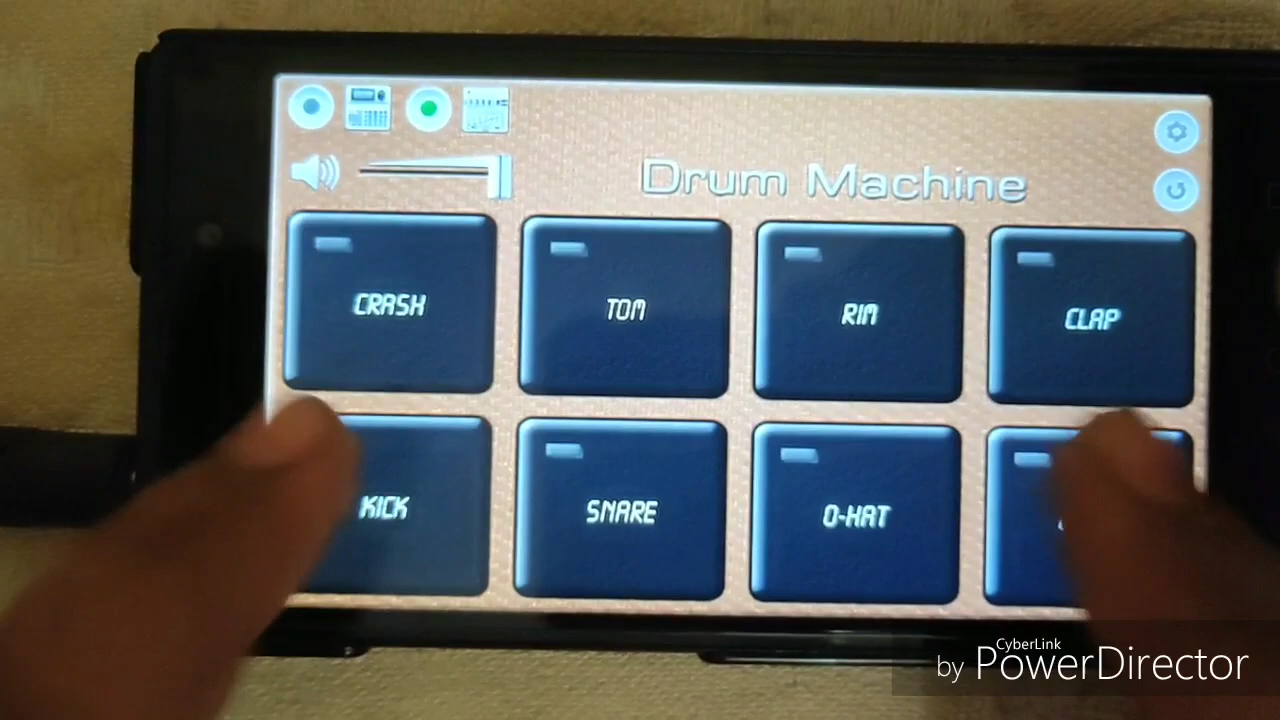 Drum Machine
CRASH
TOM
RIM
CLAP
KICK
SNARE
O-HAT
CyberLink
by PowerDirector